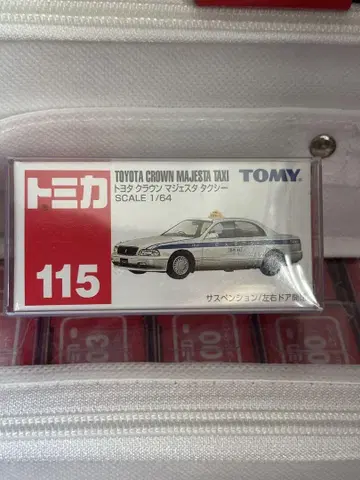 トミカ
115
TOYOTA CROWN MAJESTA TAXI
トヨタ クラウン マジェスタ タクシー
SCALE 1/64
TOMY
サスペンション/左右ドア開